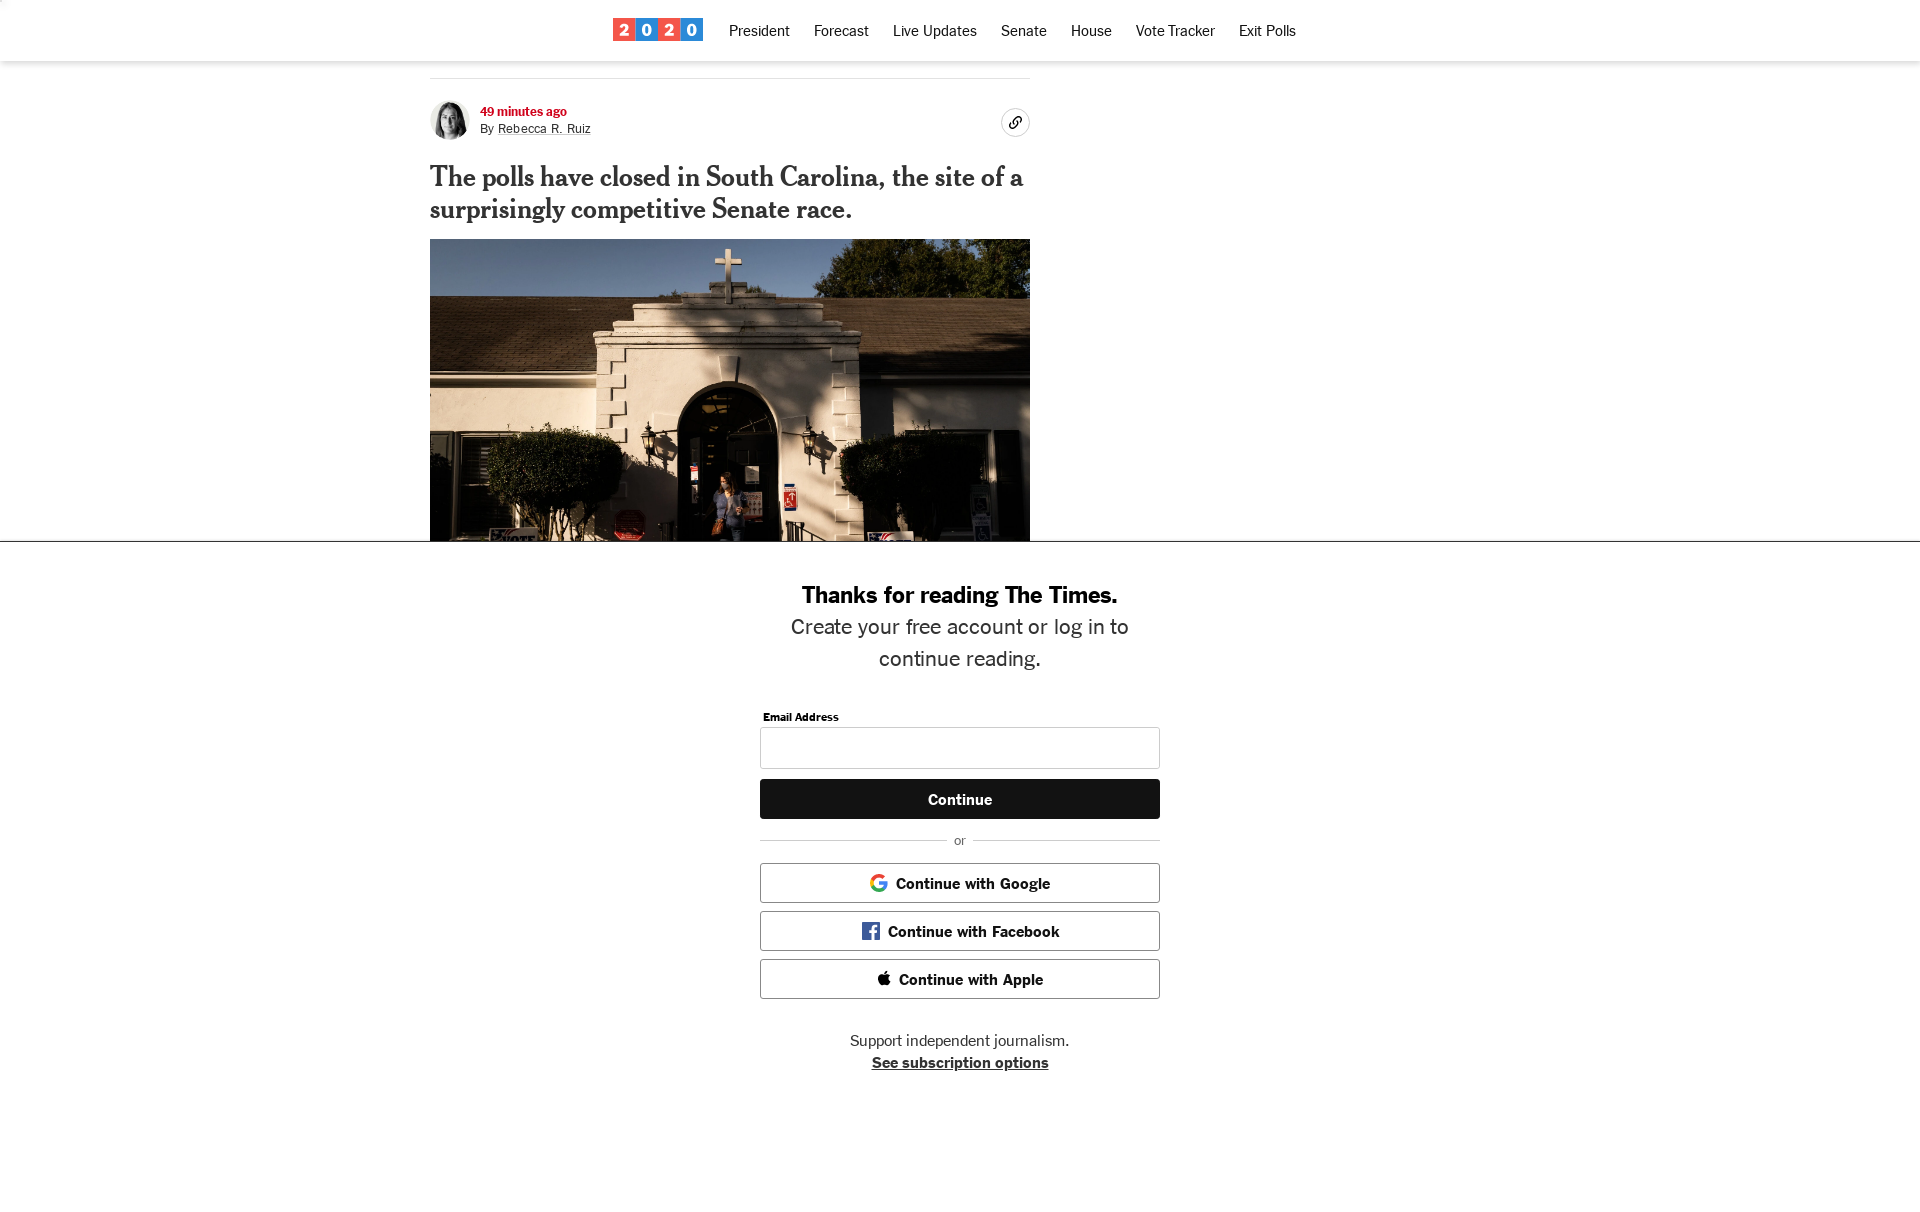 2020 President Forecast Live Updates Senate House Vote Tracker Exit Polls
49 minutes ago
By Rebecca R. Ruiz
The polls have closed in South Carolina, the site of a
surprisingly competitive Senate race.
VOTE
Thanks for reading The Times.
Create your free account or log in to
continue reading.
Email Address
Continue
or
Continue with Google
Continue with Facebook
Continue with Apple
Support independent journalism.
See subscription options